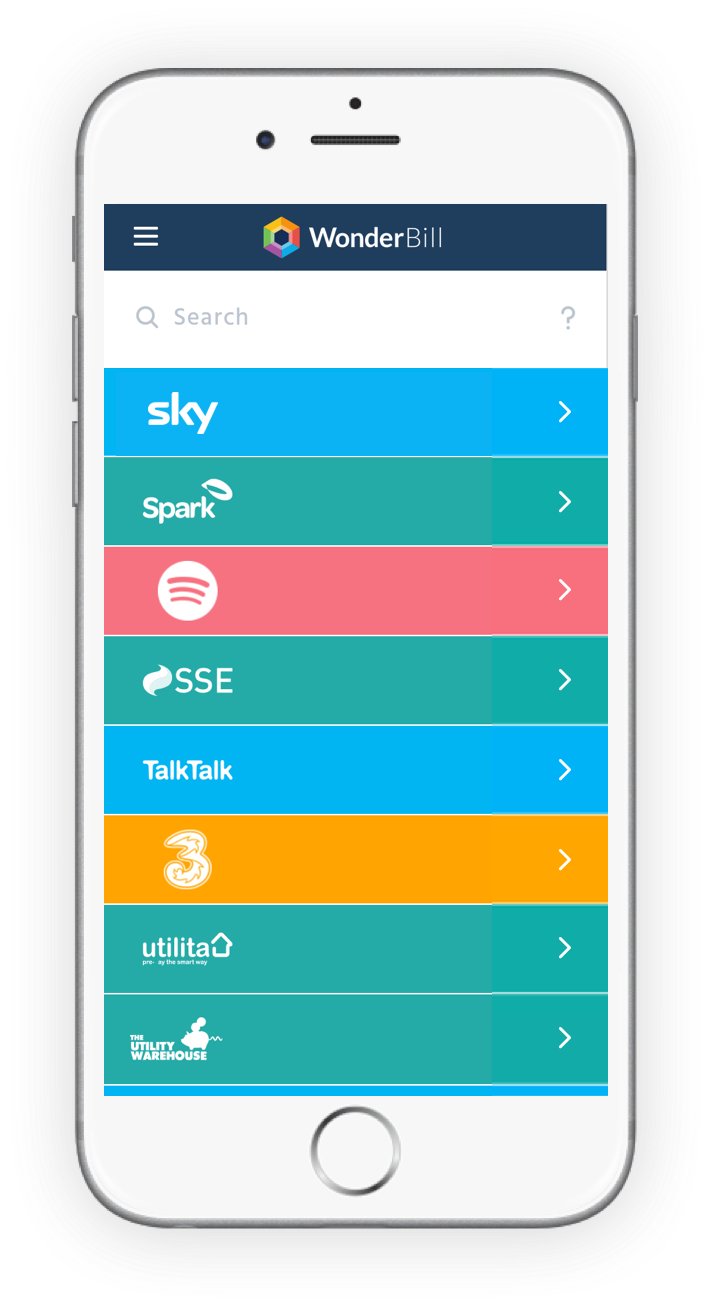 WonderBill
Search ?
sky
Spark
SSE
TalkTalk
3
utilita
pre- ay the smart way
THE
UTILITY
WAREHOUSE